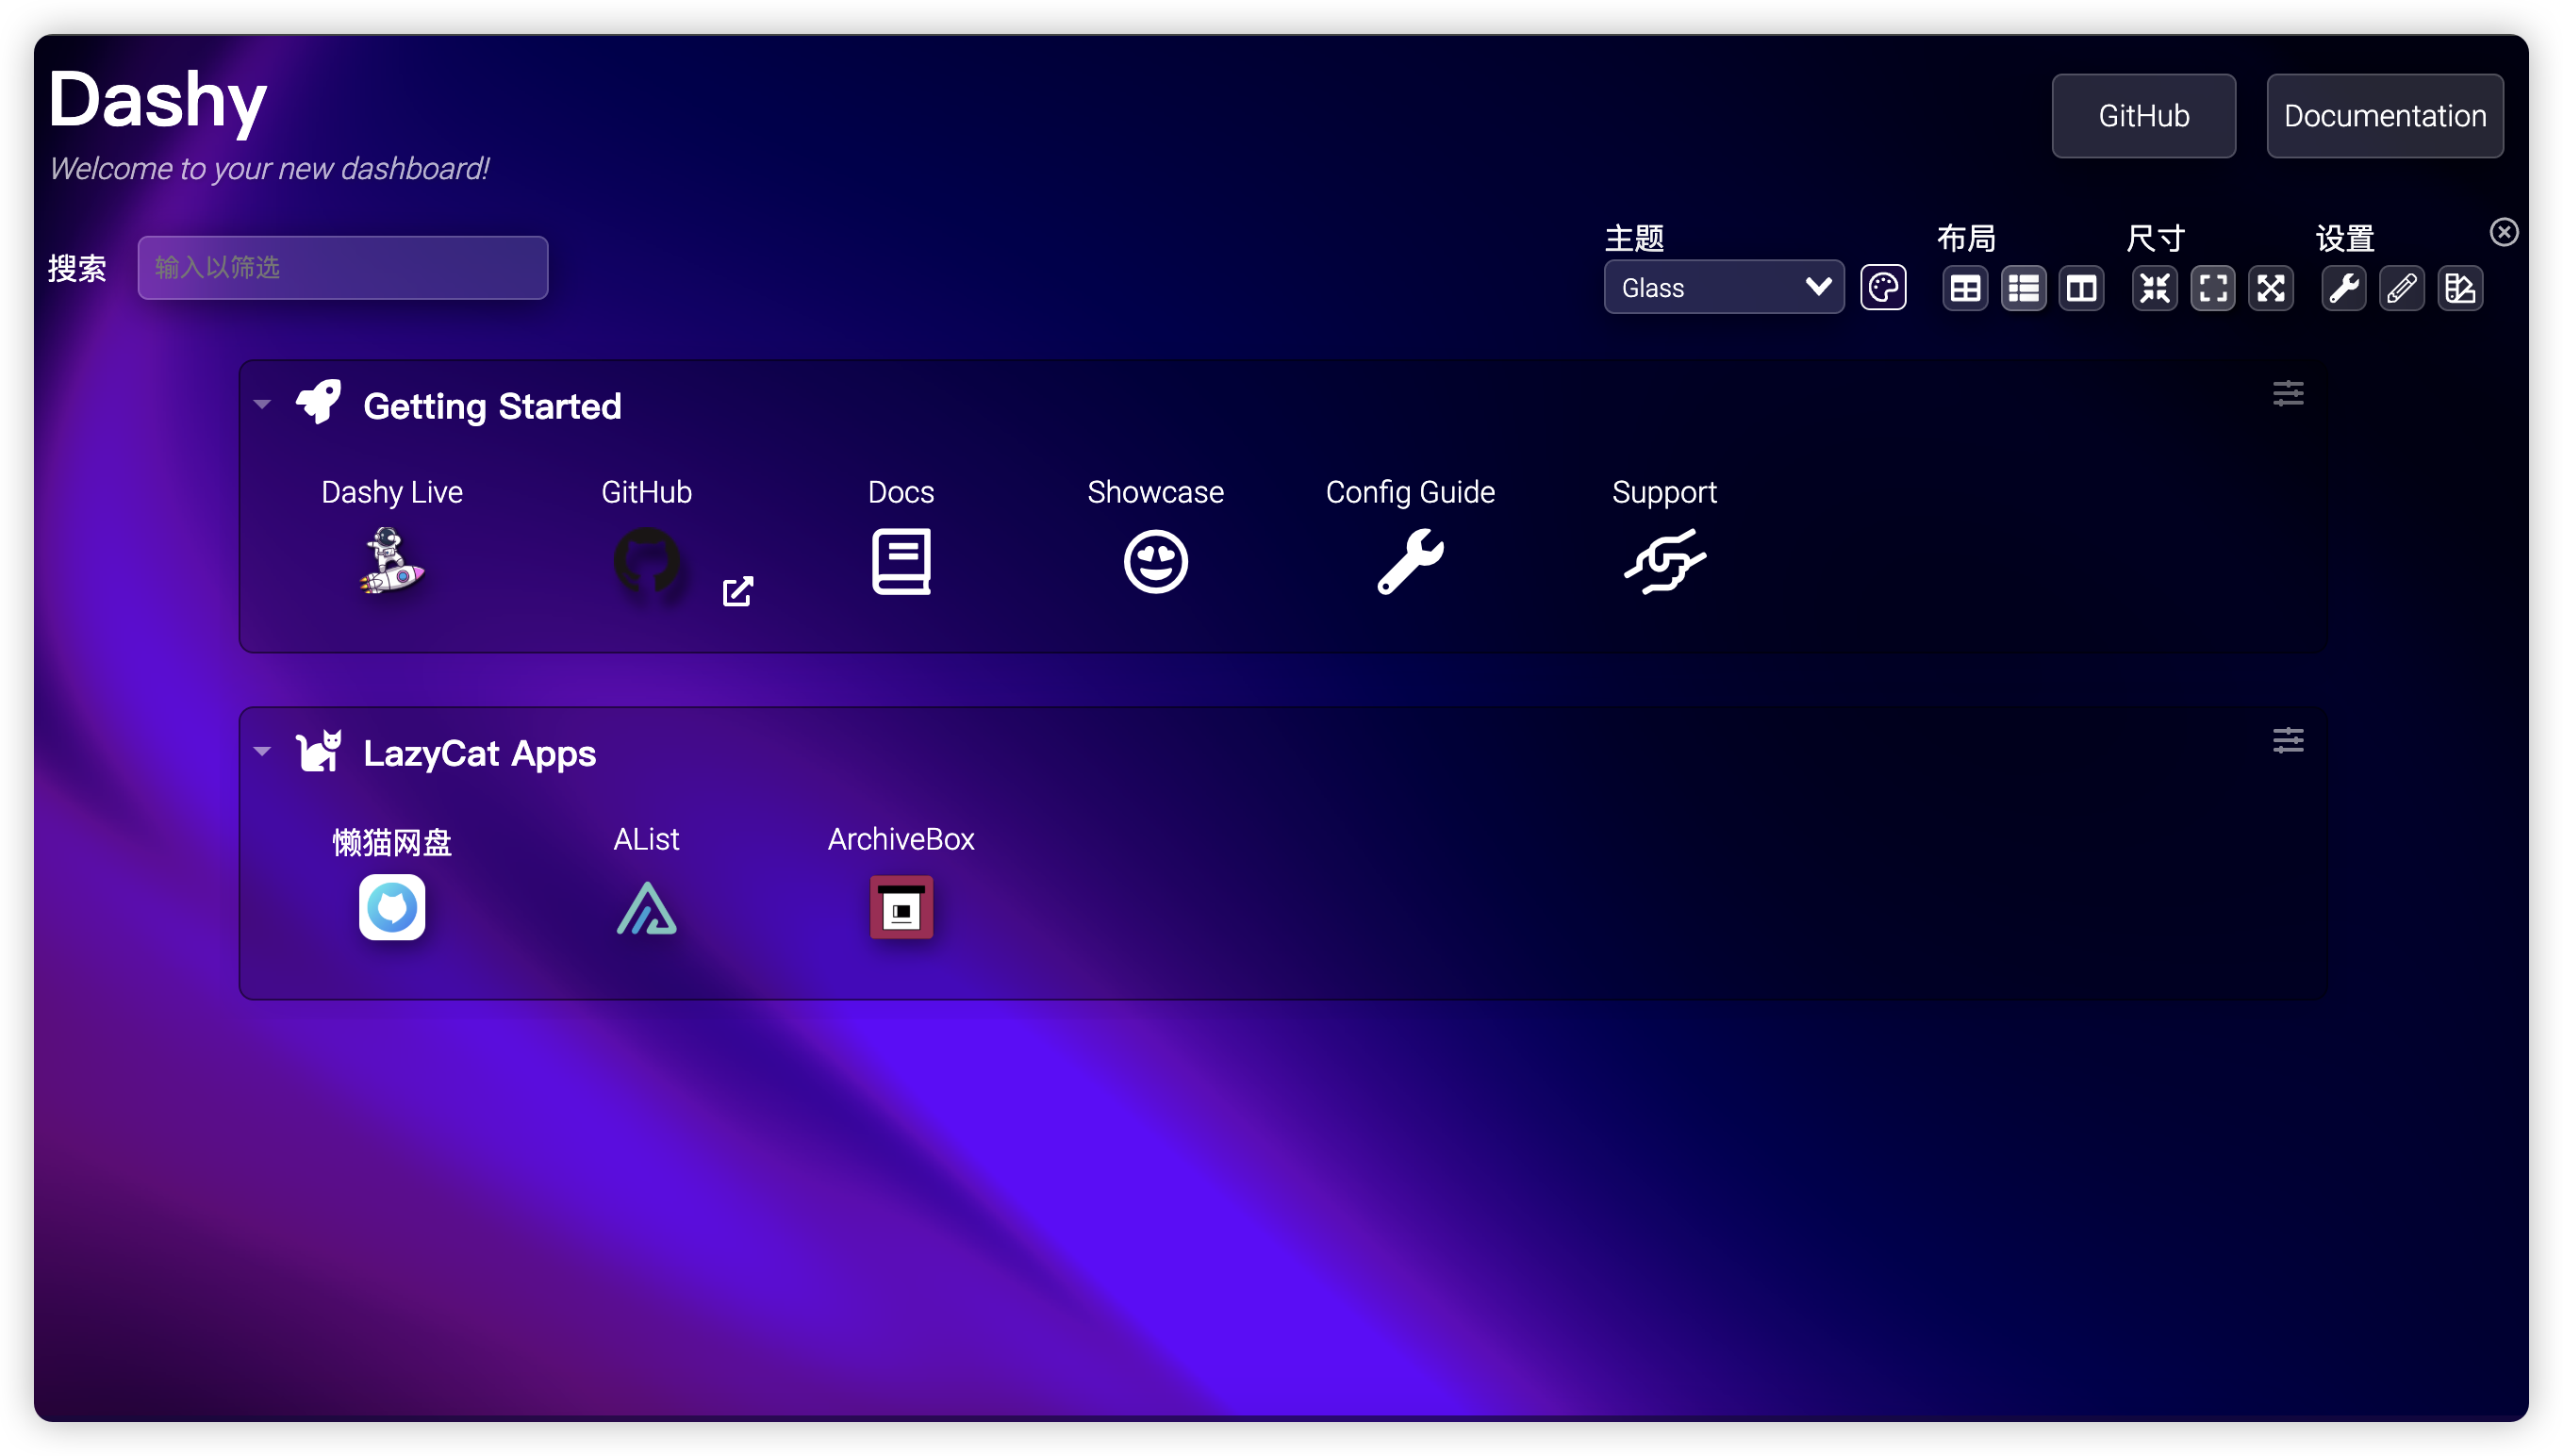 Dashy
Welcome to your new dashboard!
GitHub
Documentation
搜索
输入以筛选
主题
Glass
布局
尺寸
设置
Getting Started
Dashy Live
GitHub
Docs
Showcase
Config Guide
Support
LazyCat Apps
懒猫网盘
AList
ArchiveBox